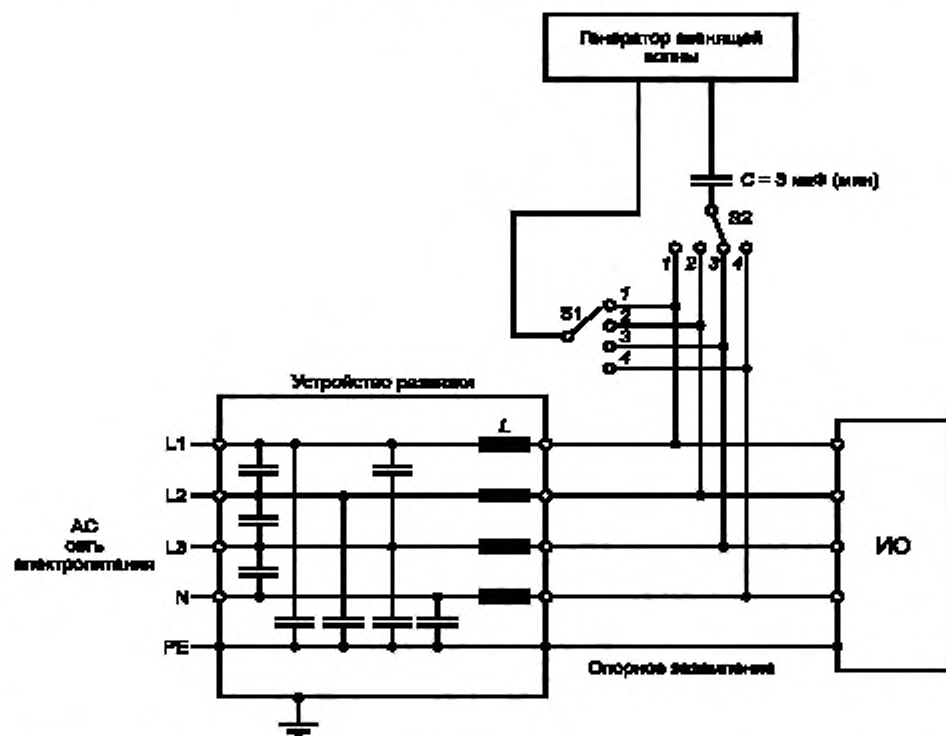 Генератор звенящей
волны
C = 3 мкФ (мин)
S2
1 2 3 4
S1
1
2
3
4
Устройство развязки
L
L1
L2
L3
N
PE
АС
сеть
электропитания
ИО
Опорное заземление